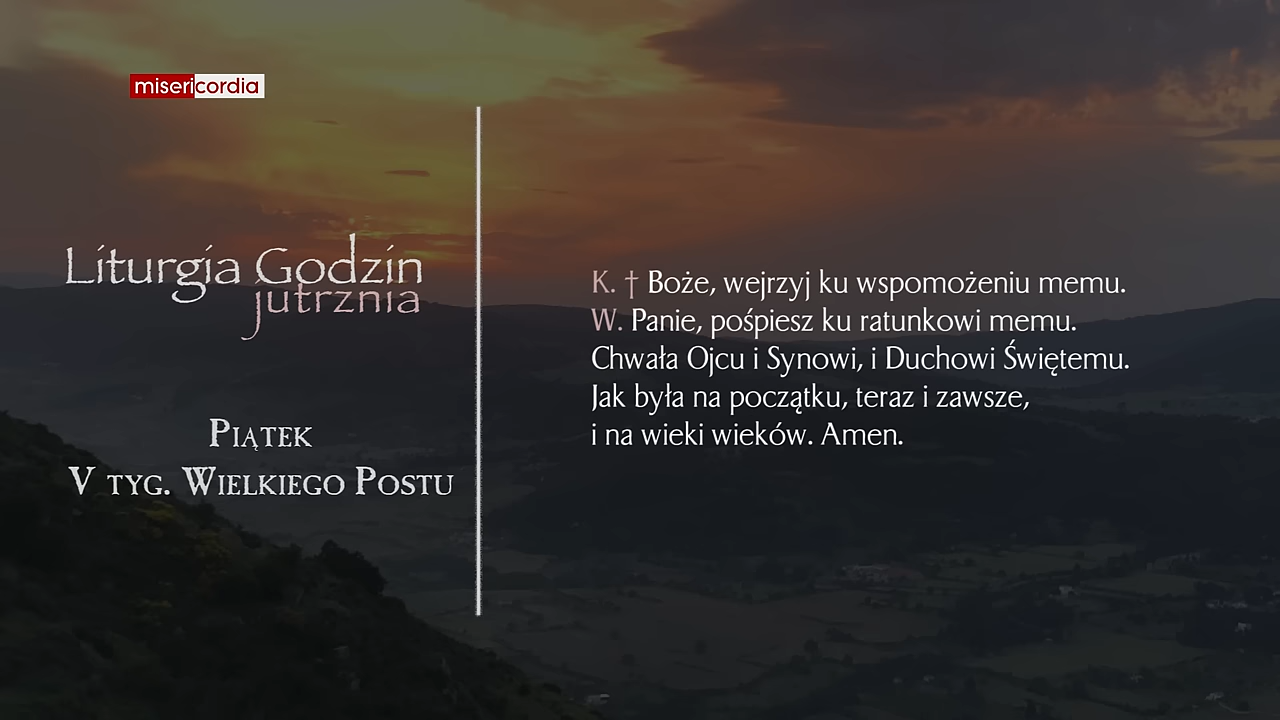 misericordia
Liturgia Godzin
jutrznia
Piątek
V tyg. Wielkiego Postu
K. † Boże, wejrzyj ku wspomożeniu memu.
W. Panie, pośpiesz ku ratunkowi memu.
Chwała Ojcu i Synowi, i Duchowi Świętemu.
Jak była na początku, teraz i zawsze,
i na wieki wieków. Amen.